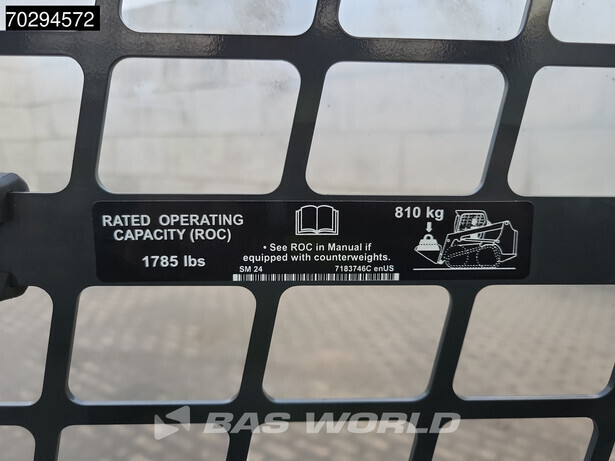 70294572
RATED OPERATING
CAPACITY (ROC)
1785 lbs
• See ROC in Manual if
equipped with counterweights.
SM 24 7183746C enUS
810 kg
BAS WORLD